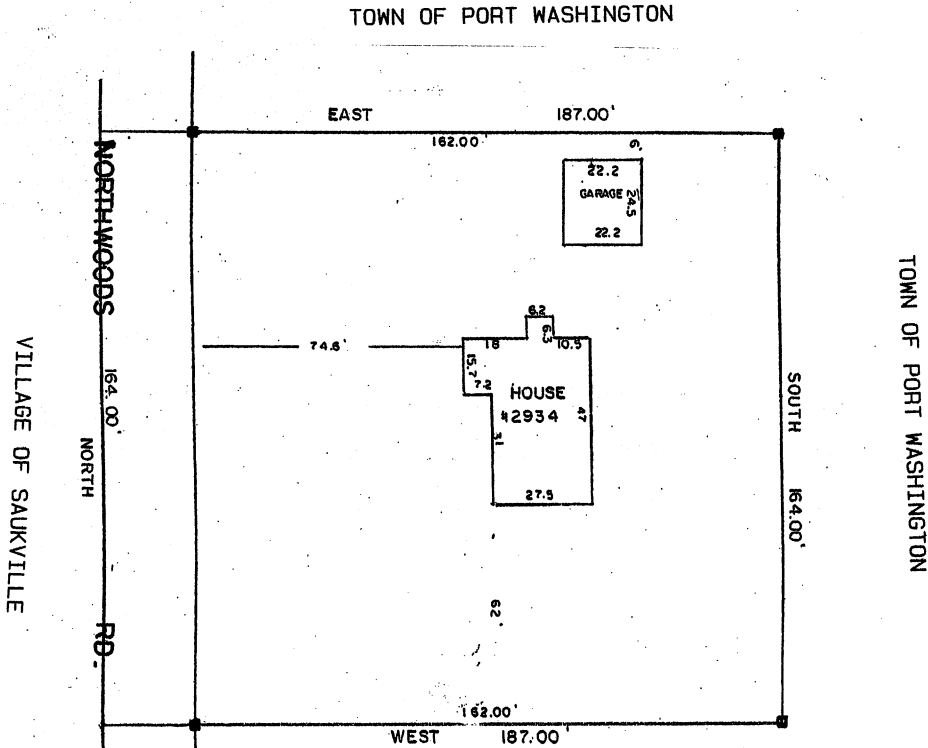 TOWN OF PORT WASHINGTON
EAST 187.00'
162.00'
6'
22.2
GARAGE 24.5
22.2
NORTHWOODS RD.
164.00'
NORTH
VILLAGE OF SAUKVILLE
74.6'
6.2
6.3
18
10.5
15.7
7.2
HOUSE
#2934
47
31
27.5
62'
SOUTH 164.00'
TOWN OF PORT WASHINGTON
162.00'
WEST 187.00'